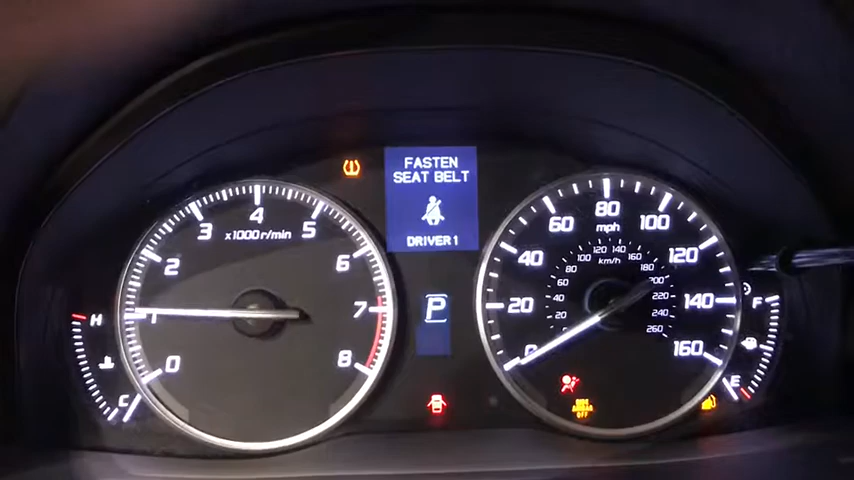 FASTEN
SEAT BELT
DRIVER 1
P
x1000r/min
0
1
2
3
4
5
6
7
8
H
C
mph
0
20
40
60
80
100
120
140
160
km/h
20
40
60
80
100
120
140
160
180
200
220
240
260
F
E
OFF